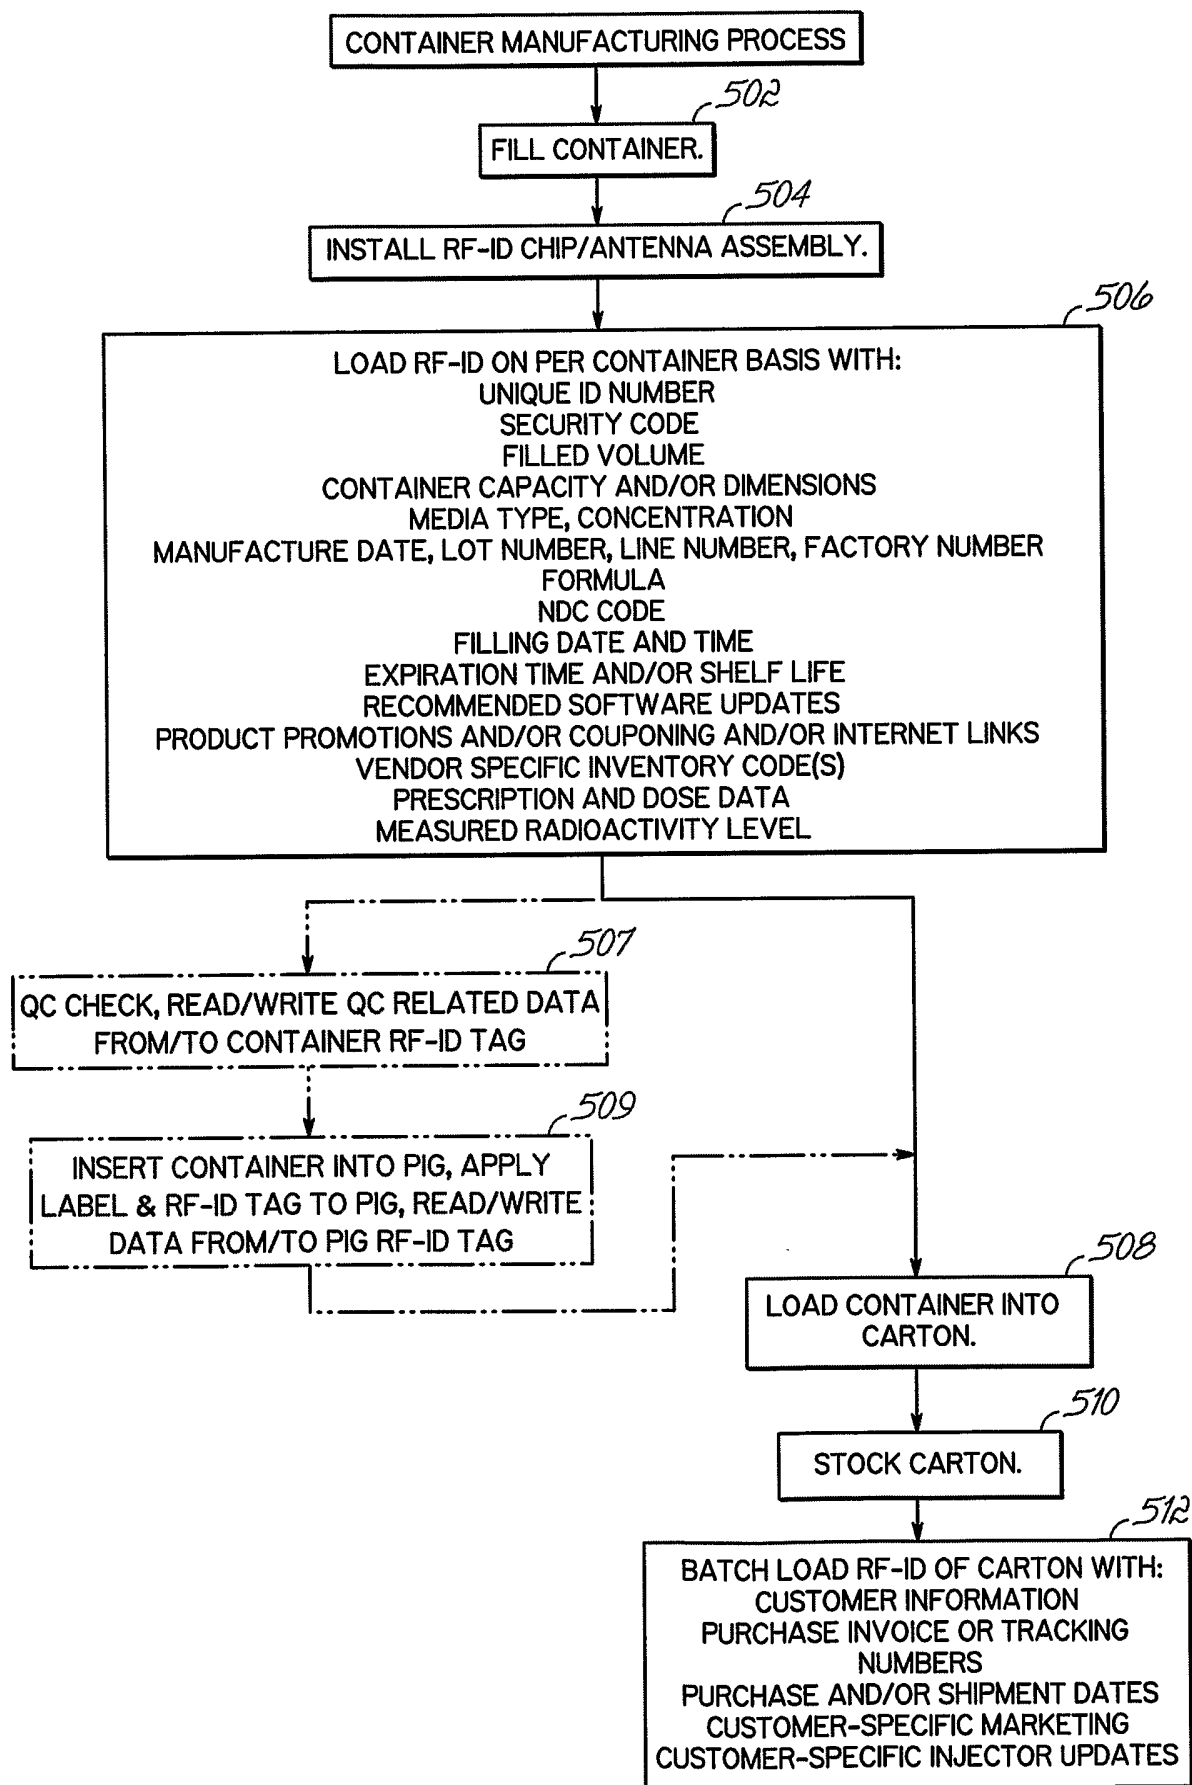 CONTAINER MANUFACTURING PROCESS
502
FILL CONTAINER.
504
INSTALL RF-ID CHIP/ANTENNA ASSEMBLY.
506
LOAD RF-ID ON PER CONTAINER BASIS WITH:
UNIQUE ID NUMBER
SECURITY CODE
FILLED VOLUME
CONTAINER CAPACITY AND/OR DIMENSIONS
MEDIA TYPE, CONCENTRATION
MANUFACTURE DATE, LOT NUMBER, LINE NUMBER, FACTORY NUMBER
FORMULA
NDC CODE
FILLING DATE AND TIME
EXPIRATION TIME AND/OR SHELF LIFE
RECOMMENDED SOFTWARE UPDATES
PRODUCT PROMOTIONS AND/OR COUPONING AND/OR INTERNET LINKS
VENDOR SPECIFIC INVENTORY CODE(S)
PRESCRIPTION AND DOSE DATA
MEASURED RADIOACTIVITY LEVEL
507
QC CHECK, READ/WRITE QC RELATED DATA
FROM/TO CONTAINER RF-ID TAG
509
INSERT CONTAINER INTO PIG, APPLY
LABEL & RF-ID TAG TO PIG, READ/WRITE
DATA FROM/TO PIG RF-ID TAG
508
LOAD CONTAINER INTO
CARTON.
510
STOCK CARTON.
512
BATCH LOAD RF-ID OF CARTON WITH:
CUSTOMER INFORMATION
PURCHASE INVOICE OR TRACKING
NUMBERS
PURCHASE AND/OR SHIPMENT DATES
CUSTOMER-SPECIFIC MARKETING
CUSTOMER-SPECIFIC INJECTOR UPDATES